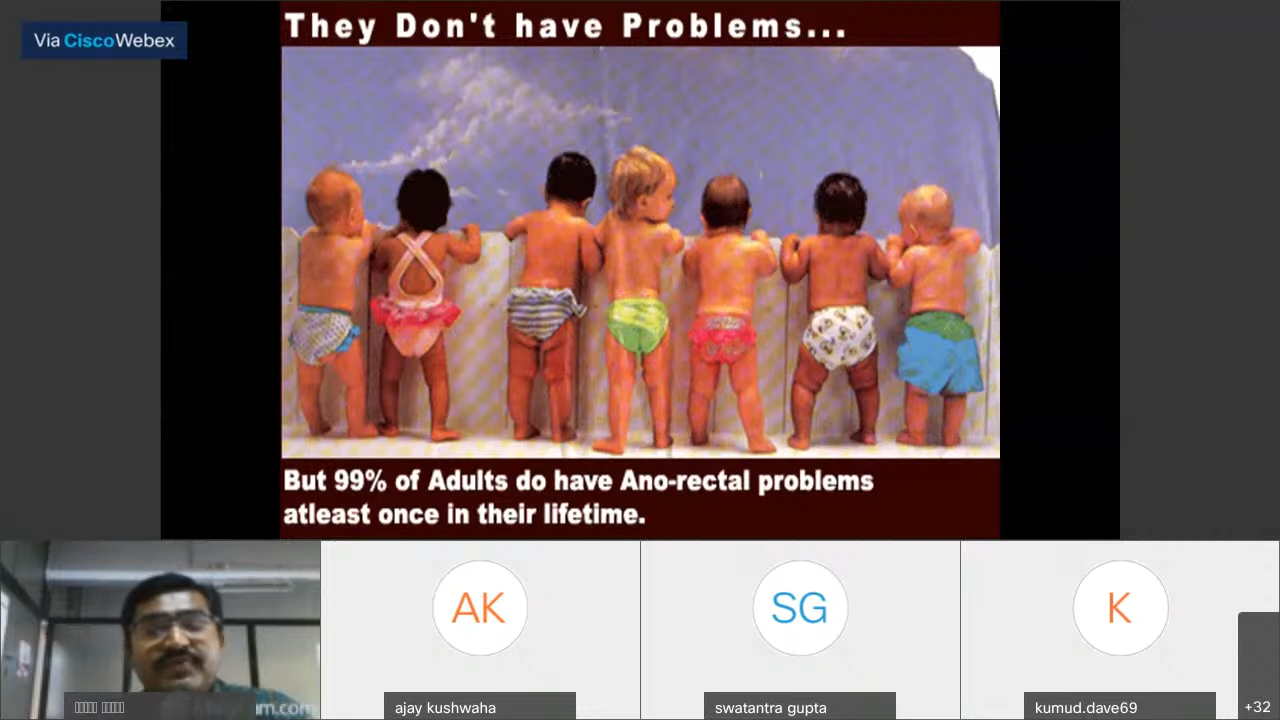 Via CiscoWebex
They Don't have Problems...
But 99% of Adults do have Ano-rectal problems
atleast once in their lifetime.
AK
SG
K
ajay kushwaha
swatantra gupta
kumud.dave69
+32